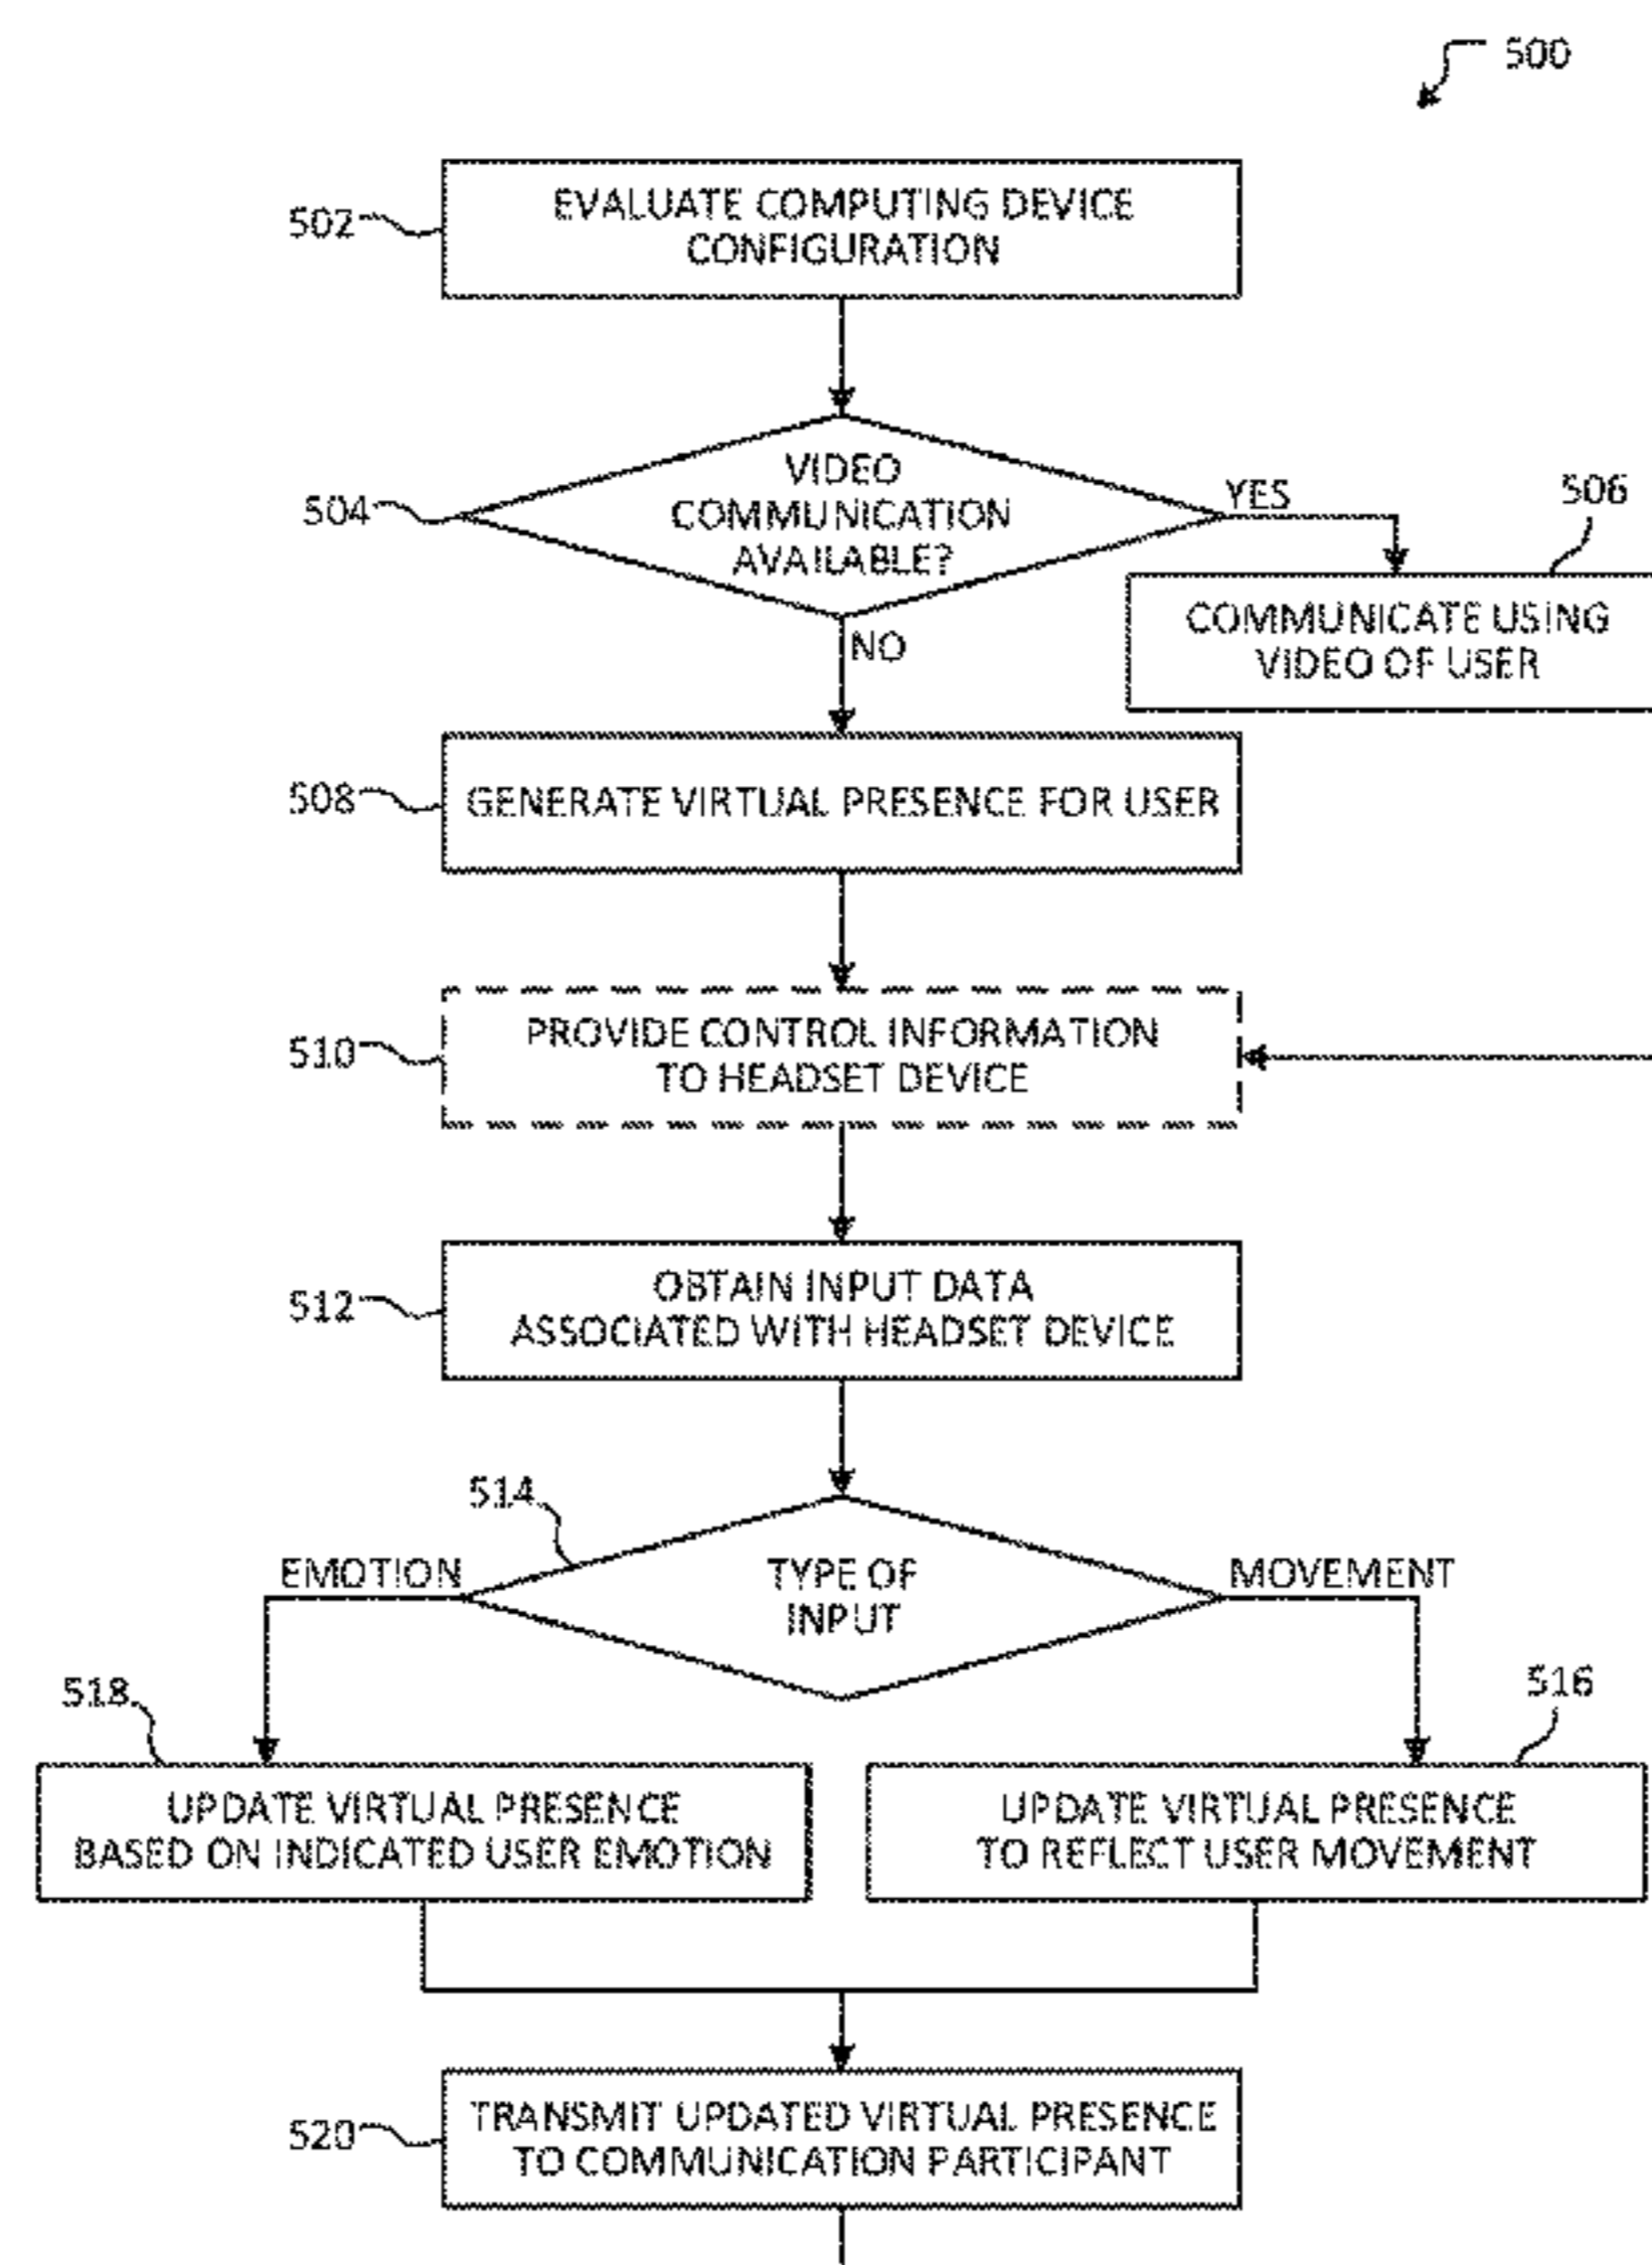 500
502
EVALUATE COMPUTING DEVICE
CONFIGURATION
504
VIDEO
COMMUNICATION
AVAILABLE?
YES
506
COMMUNICATE USING
VIDEO OF USER
NO
508
GENERATE VIRTUAL PRESENCE FOR USER
510
PROVIDE CONTROL INFORMATION
TO HEADSET DEVICE
512
OBTAIN INPUT DATA
ASSOCIATED WITH HEADSET DEVICE
514
EMOTION
TYPE OF
INPUT
MOVEMENT
518
516
UPDATE VIRTUAL PRESENCE
BASED ON INDICATED USER EMOTION
UPDATE VIRTUAL PRESENCE
TO REFLECT USER MOVEMENT
520
TRANSMIT UPDATED VIRTUAL PRESENCE
TO COMMUNICATION PARTICIPANT